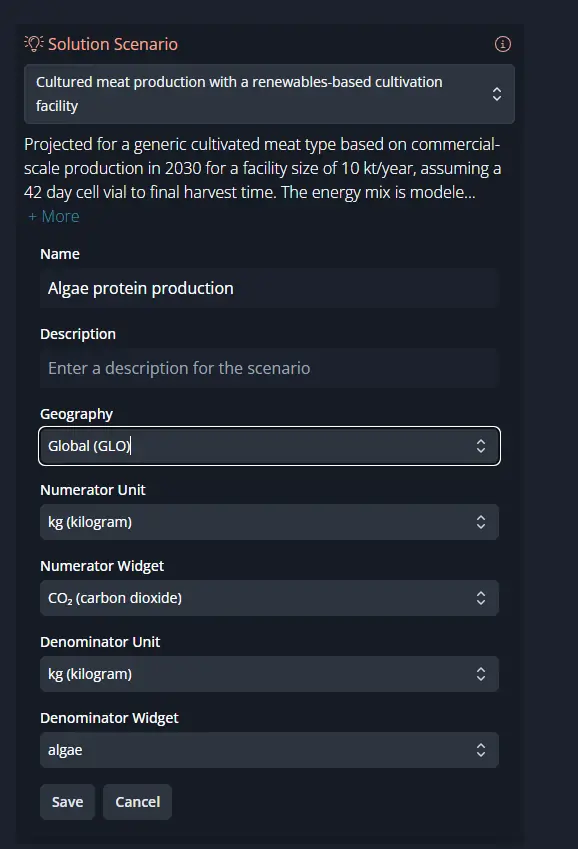 Solution Scenario
Cultured meat production with a renewables-based cultivation
facility
Projected for a generic cultivated meat type based on commercial-
scale production in 2030 for a facility size of 10 kt/year, assuming a
42 day cell vial to final harvest time. The energy mix is modele...
+ More
Name
Algae protein production
Description
Enter a description for the scenario
Geography
Global (GLO)
Numerator Unit
kg (kilogram)
Numerator Widget
CO₂ (carbon dioxide)
Denominator Unit
kg (kilogram)
Denominator Widget
algae
Save Cancel